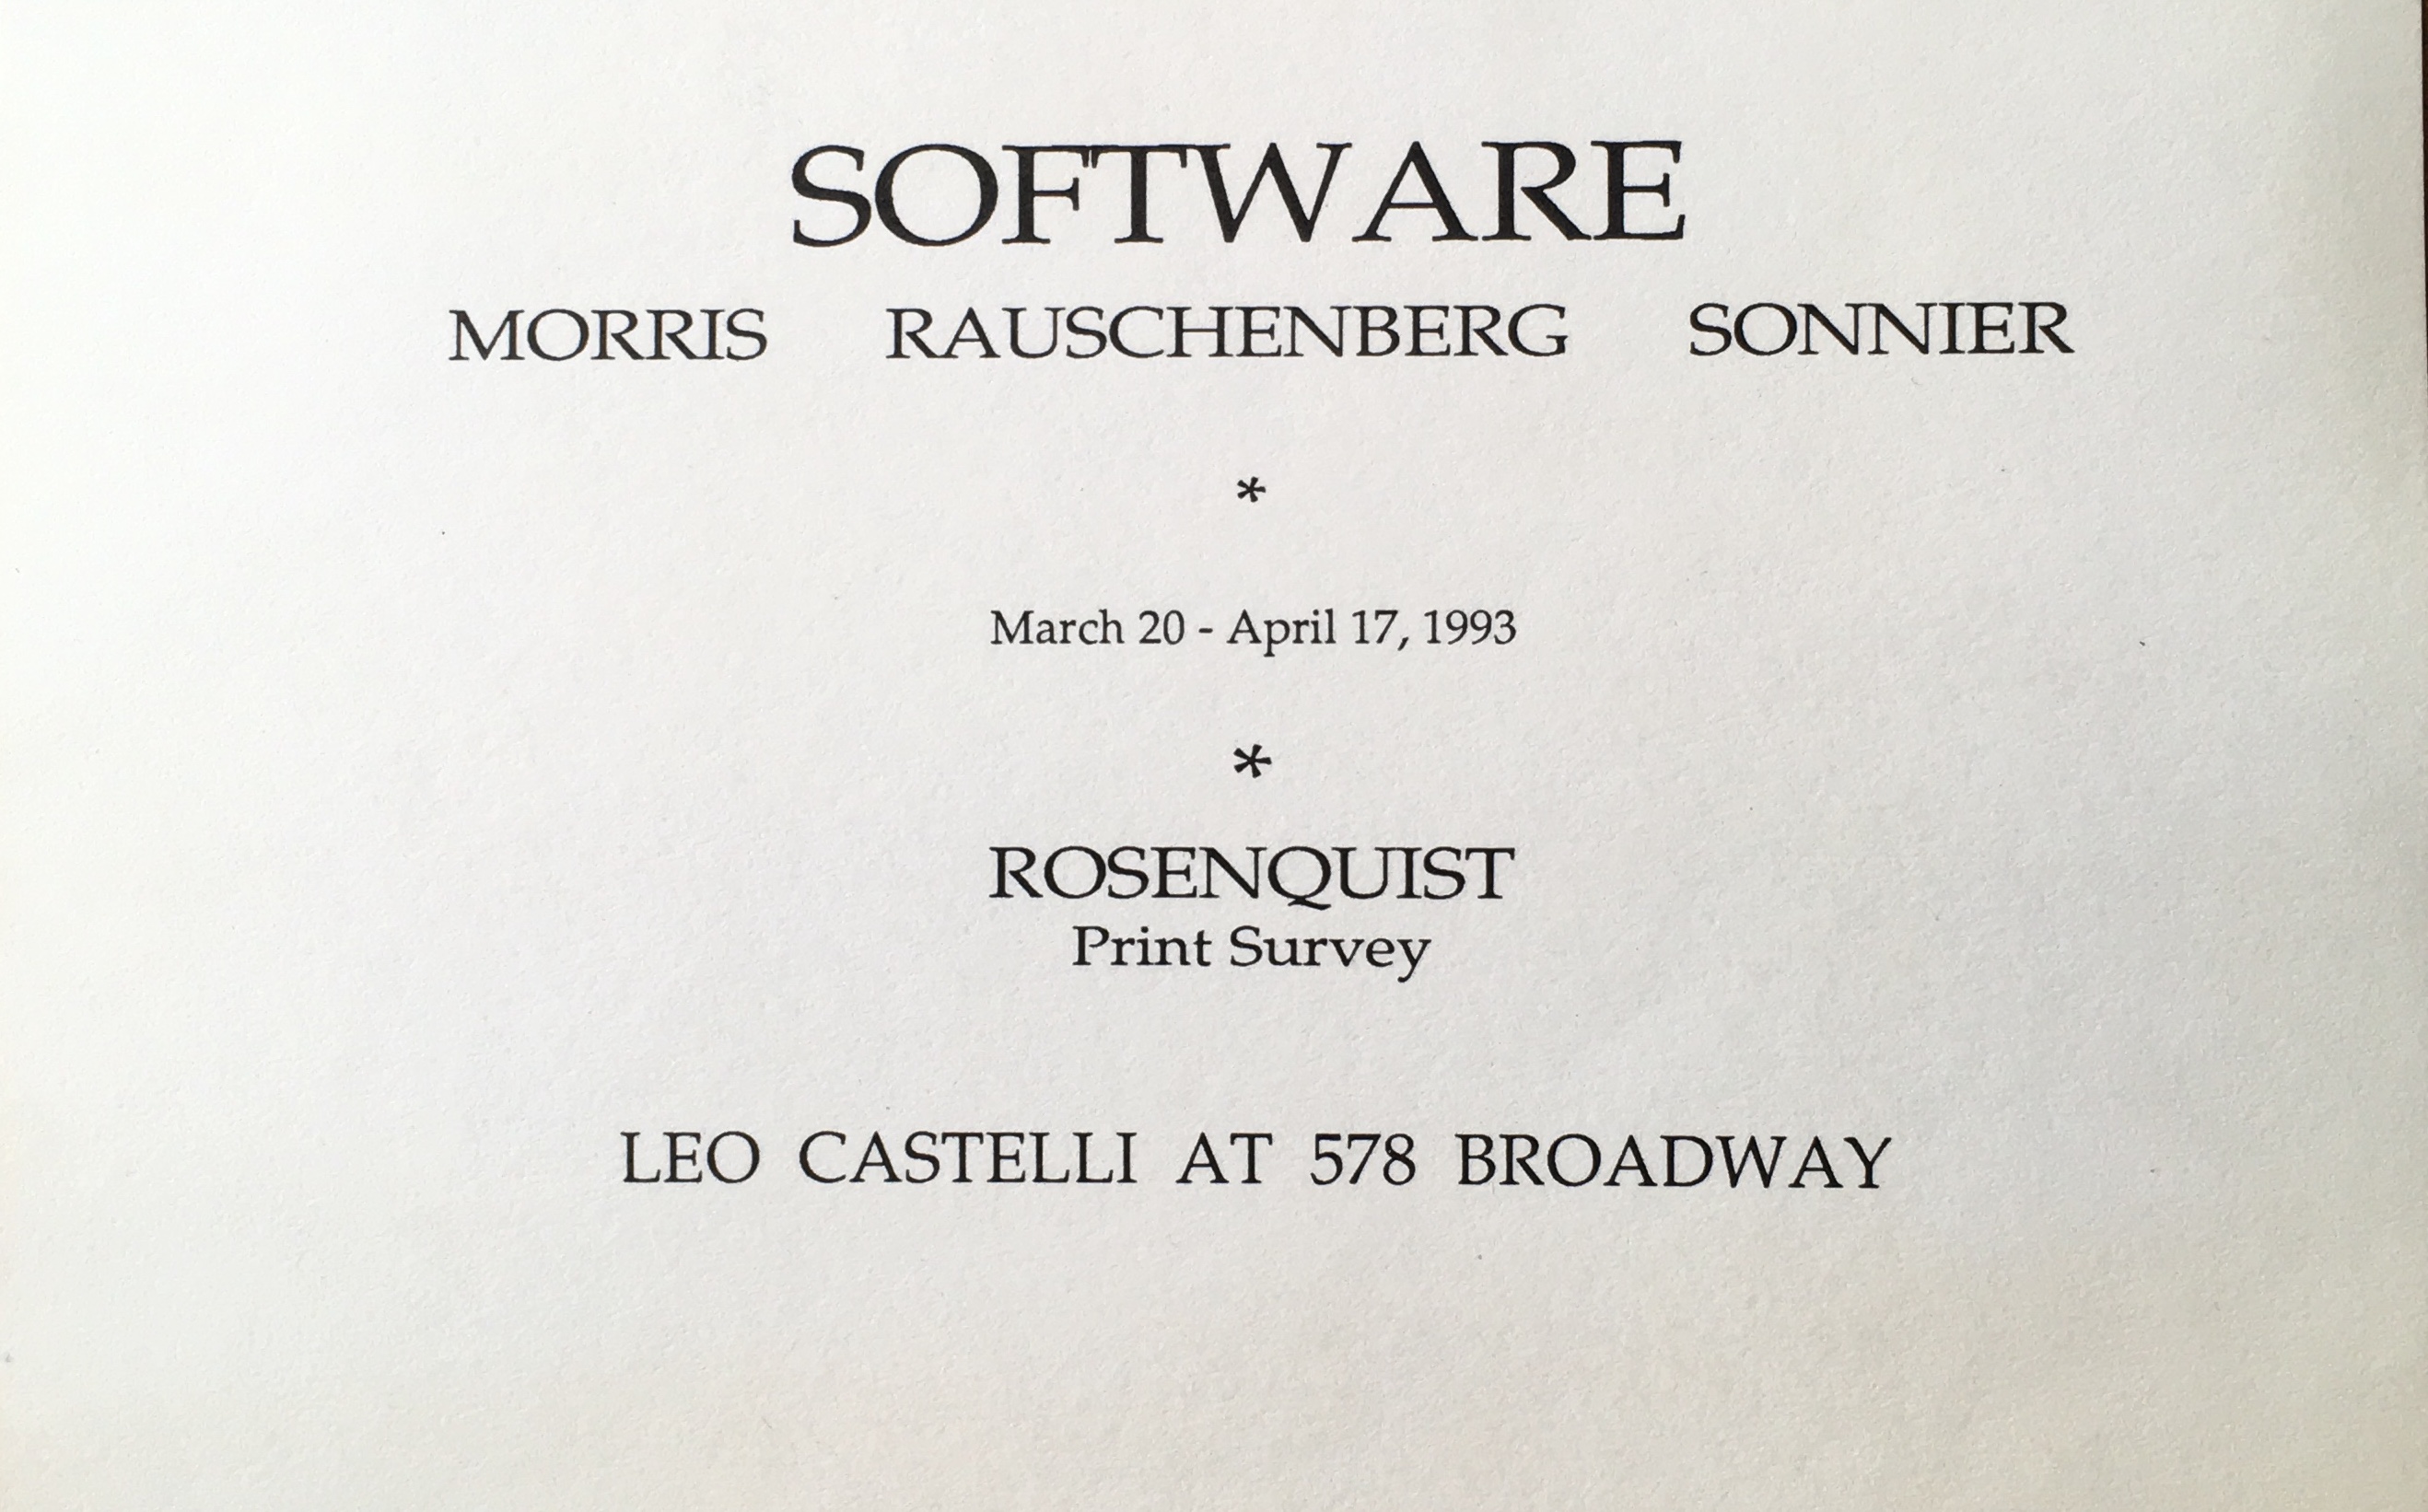 SOFTWARE
MORRIS RAUSCHENBERG SONNIER
*
March 20 - April 17, 1993
*
ROSENQUIST
Print Survey
LEO CASTELLI AT 578 BROADWAY